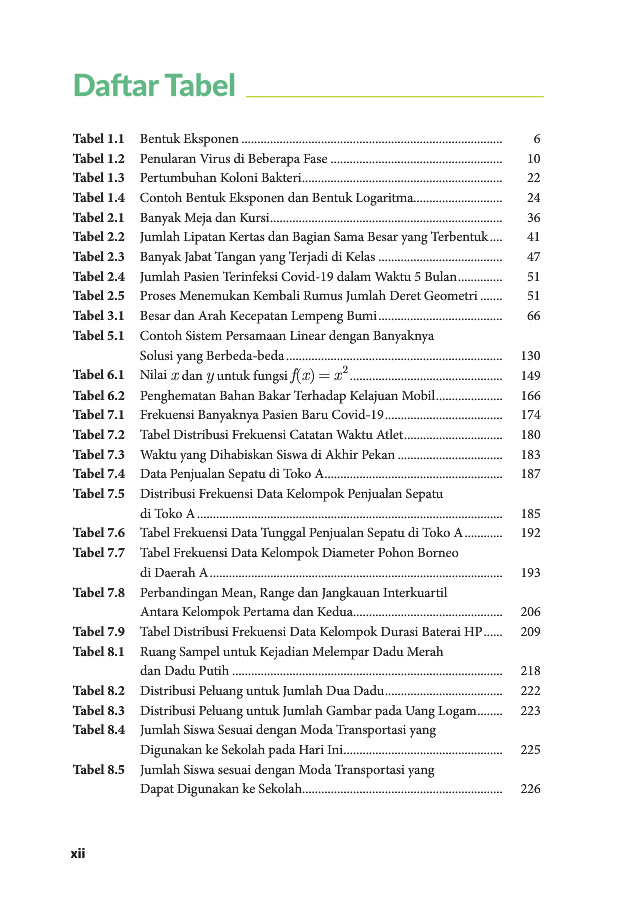 Daftar Tabel
Tabel 1.1 Bentuk Eksponen ................................................................................. 6
Tabel 1.2 Penularan Virus di Beberapa Fase ..................................................... 10
Tabel 1.3 Pertumbuhan Koloni Bakteri.............................................................. 22
Tabel 1.4 Contoh Bentuk Eksponen dan Bentuk Logaritma............................ 24
Tabel 2.1 Banyak Meja dan Kursi........................................................................ 36
Tabel 2.2 Jumlah Lipatan Kertas dan Bagian Sama Besar yang Terbentuk.... 41
Tabel 2.3 Banyak Jabat Tangan yang Terjadi di Kelas ....................................... 47
Tabel 2.4 Jumlah Pasien Terinfeksi Covid-19 dalam Waktu 5 Bulan.............. 51
Tabel 2.5 Proses Menemukan Kembali Rumus Jumlah Deret Geometri ....... 51
Tabel 3.1 Besar dan Arah Kecepatan Lempeng Bumi....................................... 66
Tabel 5.1 Contoh Sistem Persamaan Linear dengan Banyaknya
Solusi yang Berbeda-beda.................................................................... 130
Tabel 6.1 Nilai x dan y untuk fungsi f(x) = x²................................................ 149
Tabel 6.2 Penghematan Bahan Bakar Terhadap Kelajuan Mobil..................... 166
Tabel 7.1 Frekuensi Banyaknya Pasien Baru Covid-19..................................... 174
Tabel 7.2 Tabel Distribusi Frekuensi Catatan Waktu Atlet............................... 180
Tabel 7.3 Waktu yang Dihabiskan Siswa di Akhir Pekan ................................. 183
Tabel 7.4 Data Penjualan Sepatu di Toko A........................................................ 187
Tabel 7.5 Distribusi Frekuensi Data Kelompok Penjualan Sepatu
di Toko A................................................................................................ 185
Tabel 7.6 Tabel Frekuensi Data Tunggal Penjualan Sepatu di Toko A............ 192
Tabel 7.7 Tabel Frekuensi Data Kelompok Diameter Pohon Borneo
di Daerah A............................................................................................ 193
Tabel 7.8 Perbandingan Mean, Range dan Jangkauan Interkuartil
Antara Kelompok Pertama dan Kedua............................................... 206
Tabel 7.9 Tabel Distribusi Frekuensi Data Kelompok Durasi Baterai HP...... 209
Tabel 8.1 Ruang Sampel untuk Kejadian Melempar Dadu Merah
dan Dadu Putih ..................................................................................... 218
Tabel 8.2 Distribusi Peluang untuk Jumlah Dua Dadu..................................... 222
Tabel 8.3 Distribusi Peluang untuk Jumlah Gambar pada Uang Logam........ 223
Tabel 8.4 Jumlah Siswa Sesuai dengan Moda Transportasi yang
Digunakan ke Sekolah pada Hari Ini.................................................. 225
Tabel 8.5 Jumlah Siswa sesuai dengan Moda Transportasi yang
Dapat Digunakan ke Sekolah............................................................... 226
xii